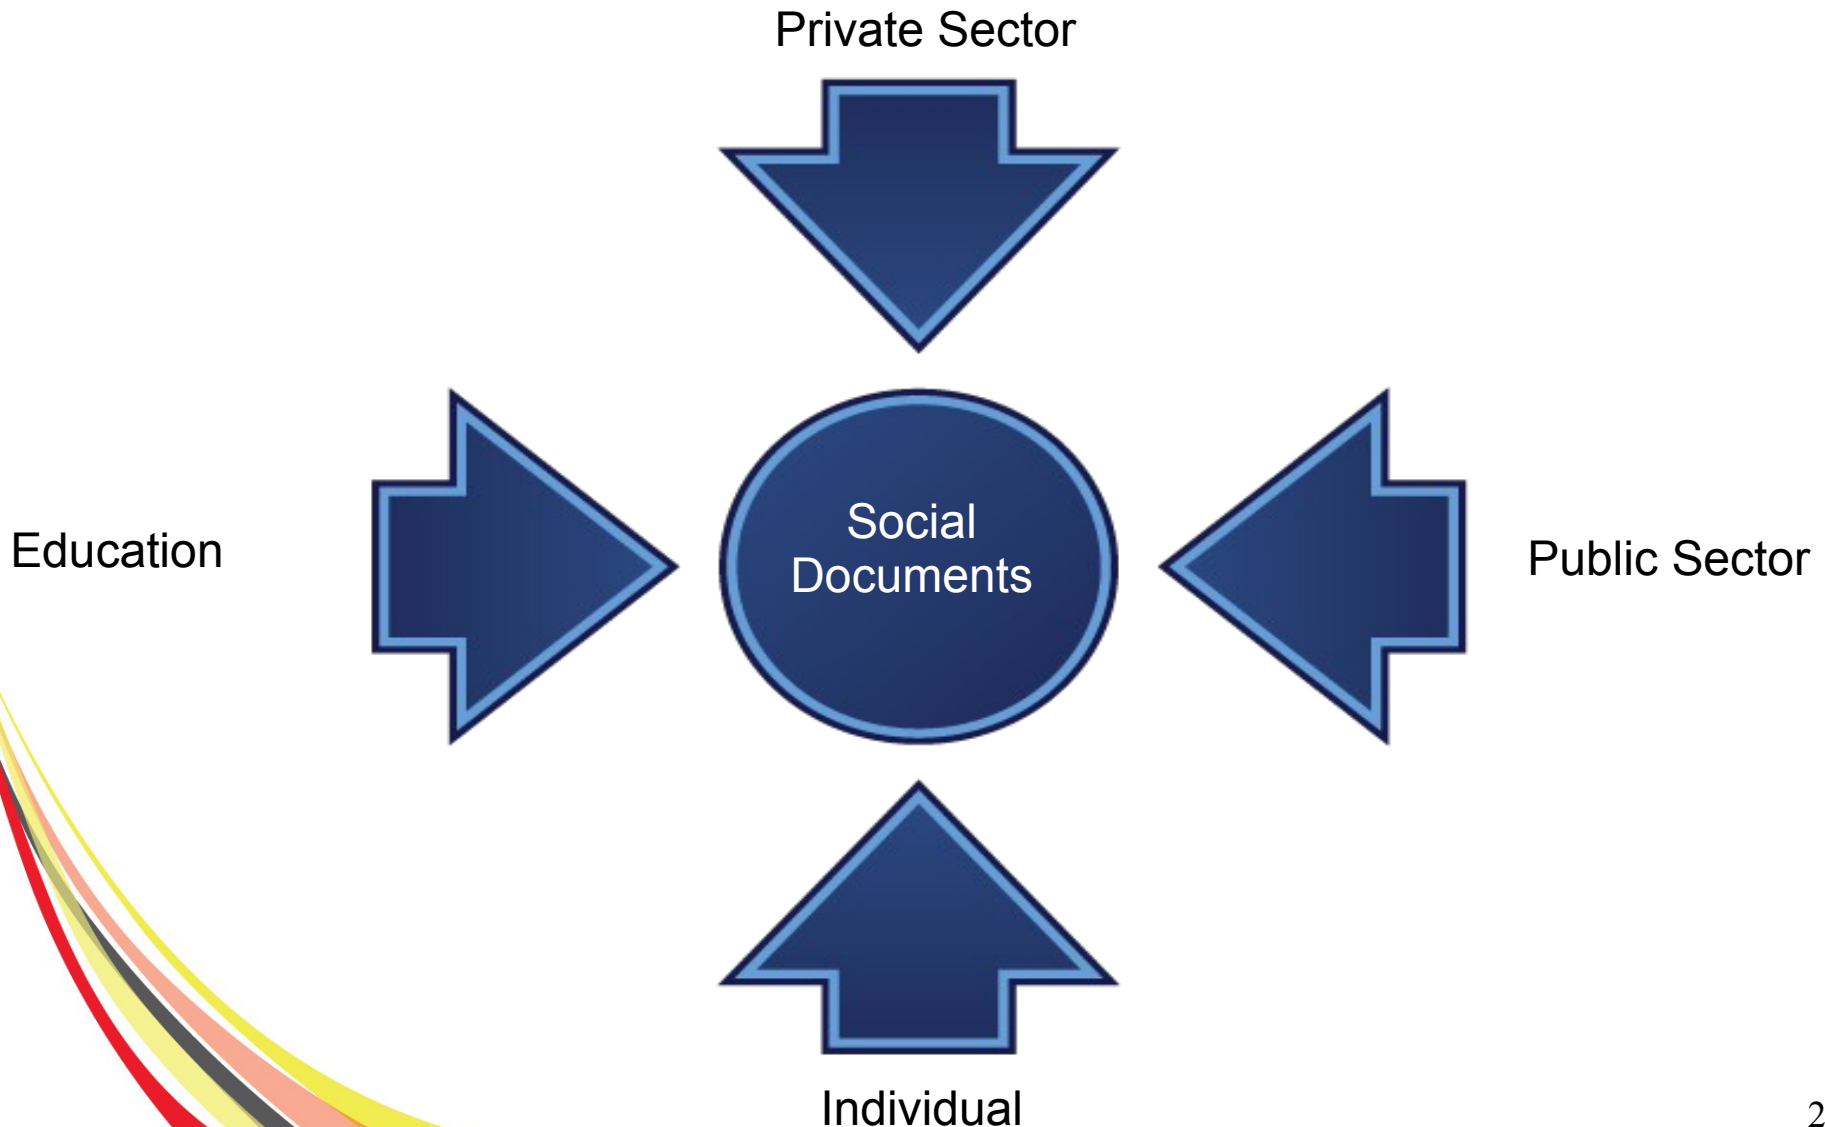 Private Sector
Education
Social
Documents
Public Sector
Individual
2